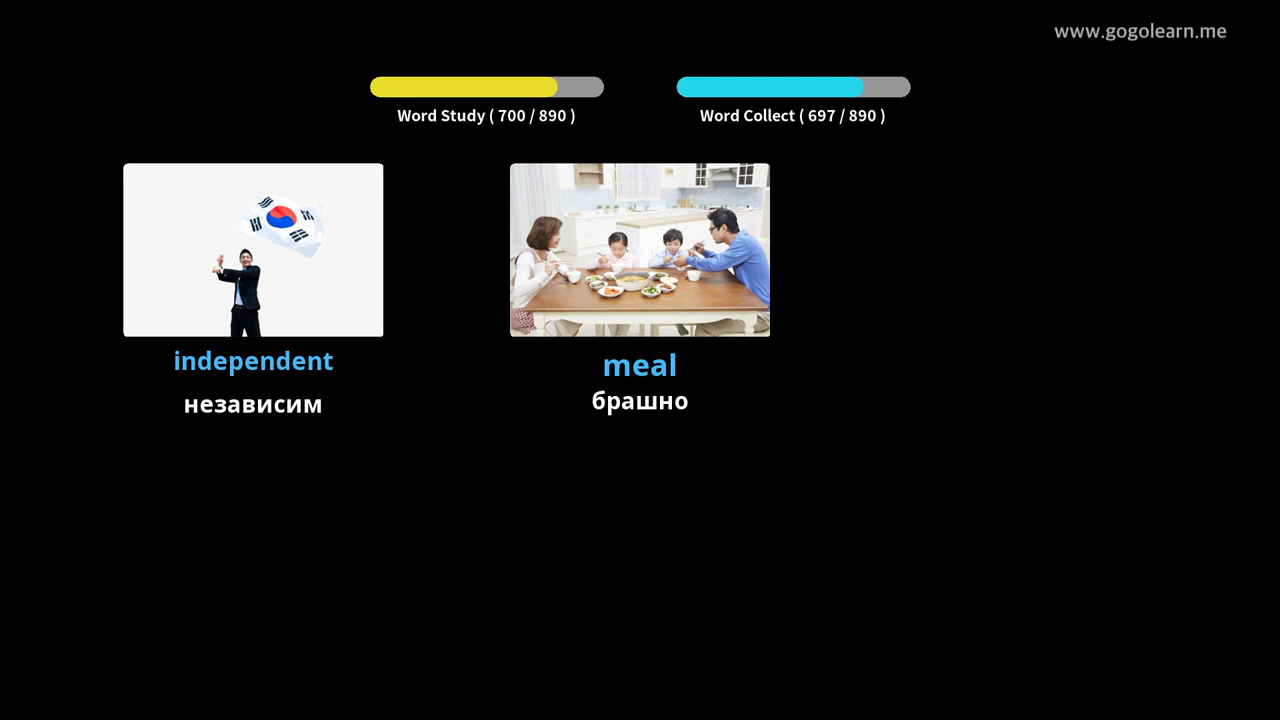 www.gogolearn.me
Word Study ( 700 / 890 )
Word Collect ( 697 / 890 )
independent
независим
meal
брашно